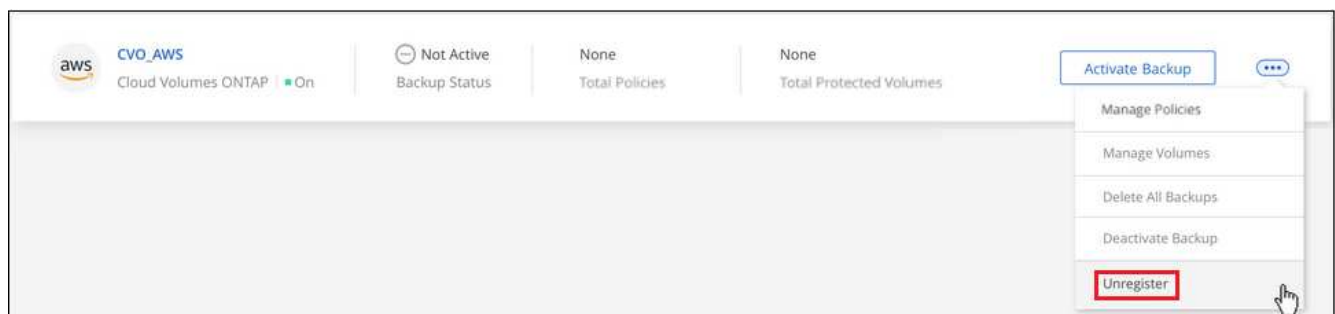 aws
CVO_AWS
Cloud Volumes ONTAP
On
Not Active
Backup Status
None
Total Policies
None
Total Protected Volumes
Activate Backup
Manage Policies
Manage Volumes
Delete All Backups
Deactivate Backup
Unregister